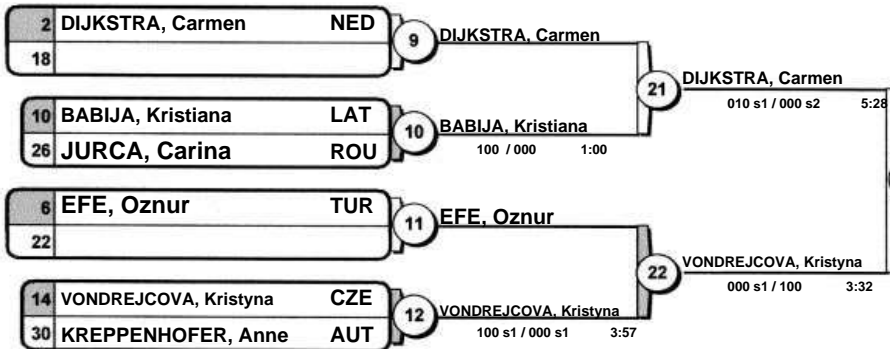 2 DIJKSTRA, Carmen NED
18
9 DIJKSTRA, Carmen
10 BABIJA, Kristiana LAT
26 JURCA, Carina ROU
10 BABIJA, Kristiana
100 / 000 1:00
21 DIJKSTRA, Carmen
010 s1 / 000 s2 5:28
6 EFE, Oznur TUR
22
11 EFE, Oznur
14 VONDREJCOVA, Kristyna CZE
30 KREPPENHOFER, Anne AUT
12 VONDREJCOVA, Kristyna
100 s1 / 000 s1 3:57
22 VONDREJCOVA, Kristyna
000 s1 / 100 3:32